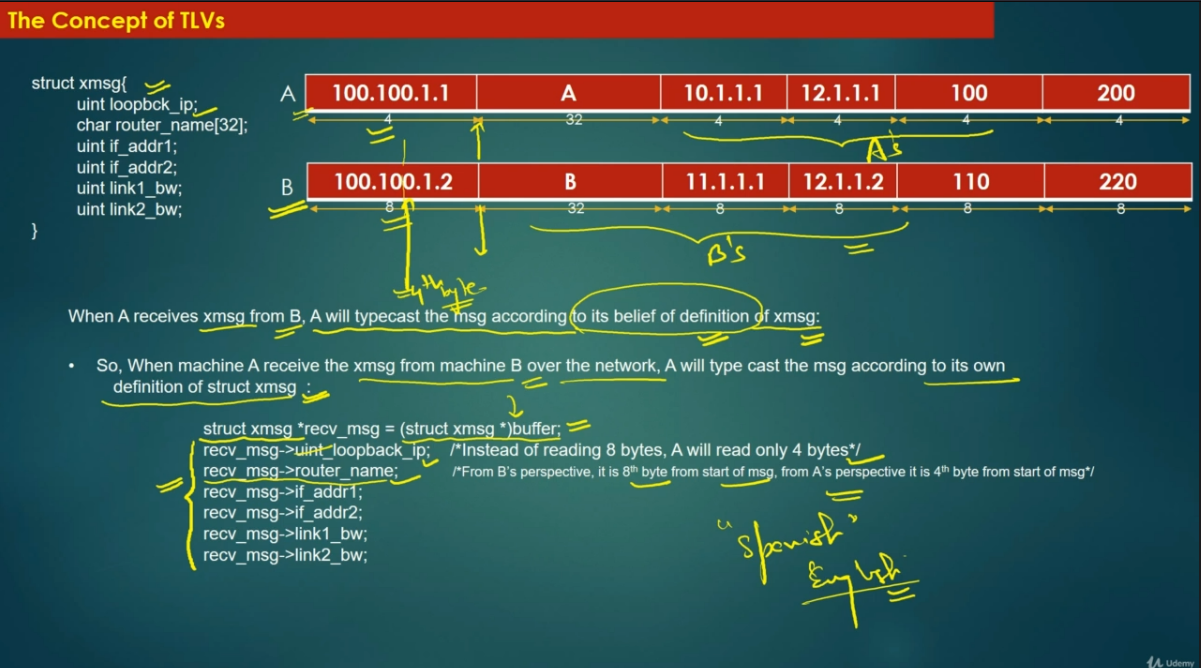 The Concept of TLVs
struct xmsg{
uint loopbck_ip;
char router_name[32];
uint if_addr1;
uint if_addr2;
uint link1_bw;
uint link2_bw;
}
A 100.100.1.1 A 10.1.1.1 12.1.1.1 100 200
4 32 4 4 4 4
A's
B 100.100.1.2 B 11.1.1.1 12.1.1.2 110 220
8 32 8 8 8 8
B's
4th byte
When A receives xmsg from B, A will typecast the msg according to its belief of definition of xmsg:
• So, When machine A receive the xmsg from machine B over the network, A will type cast the msg according to its own
definition of struct xmsg :
struct xmsg *recv_msg = (struct xmsg *)buffer;
recv_msg->uint_loopback_ip; /*Instead of reading 8 bytes, A will read only 4 bytes*/
recv_msg->router_name; /*From B's perspective, it is 8th byte from start of msg, from A's perspective it is 4th byte from start of msg*/
recv_msg->if_addr1;
recv_msg->if_addr2;
recv_msg->link1_bw;
recv_msg->link2_bw;
"Spanish"
English
Udemy